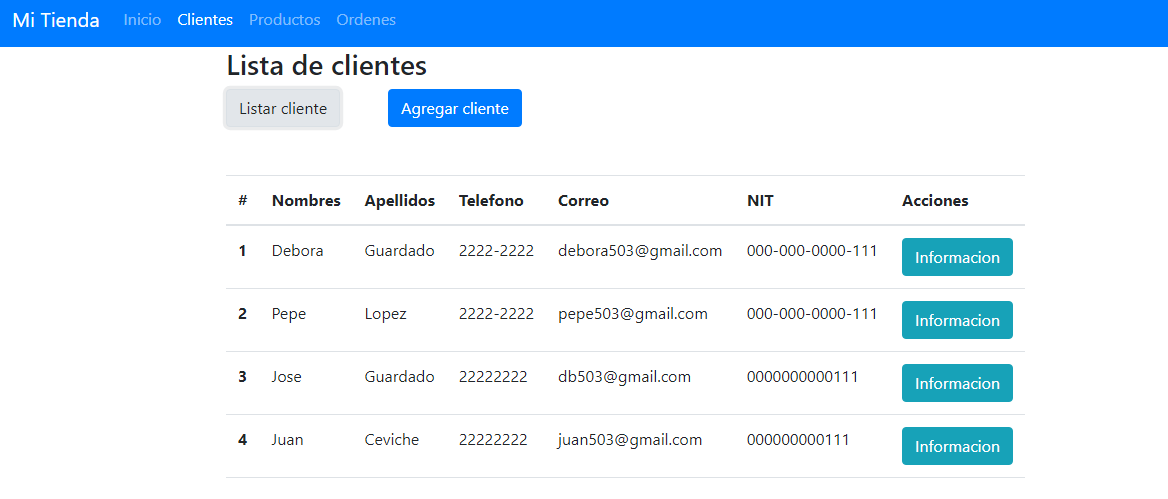 Mi Tienda Inicio Clientes Productos Ordenes
Lista de clientes
Listar cliente Agregar cliente
# Nombres Apellidos Telefono Correo NIT Acciones
1 Debora Guardado 2222-2222 debora503@gmail.com 000-000-0000-111 Informacion
2 Pepe Lopez 2222-2222 pepe503@gmail.com 000-000-0000-111 Informacion
3 Jose Guardado 22222222 db503@gmail.com 0000000000111 Informacion
4 Juan Ceviche 22222222 juan503@gmail.com 000000000111 Informacion